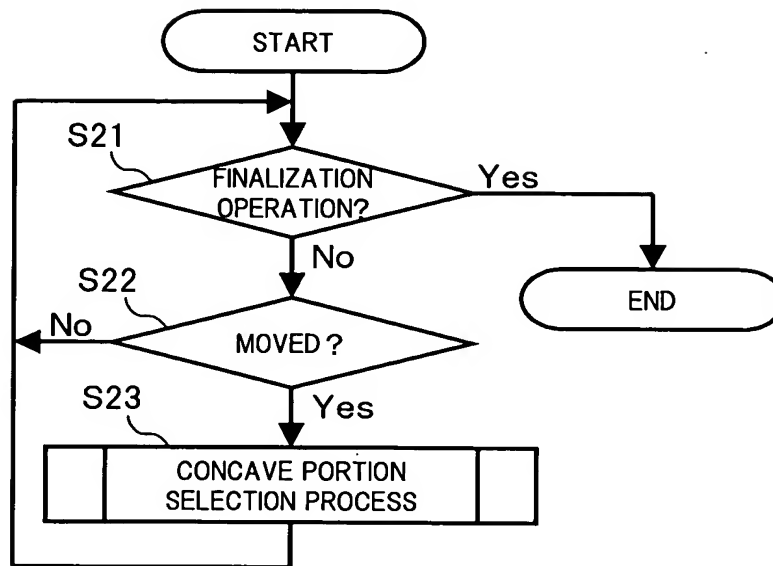 START
S21
FINALIZATION
OPERATION?
Yes
No
S22
No
MOVED?
Yes
S23
CONCAVE PORTION
SELECTION PROCESS
END